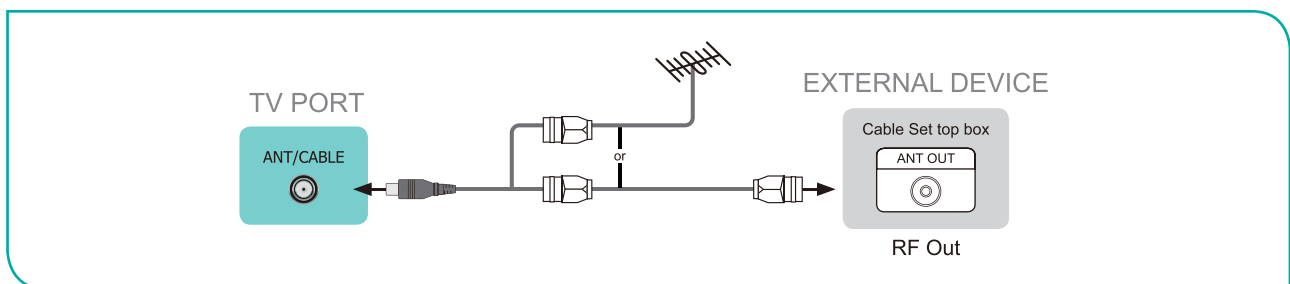 TV PORT
ANT/CABLE
or
EXTERNAL DEVICE
Cable Set top box
ANT OUT
RF Out